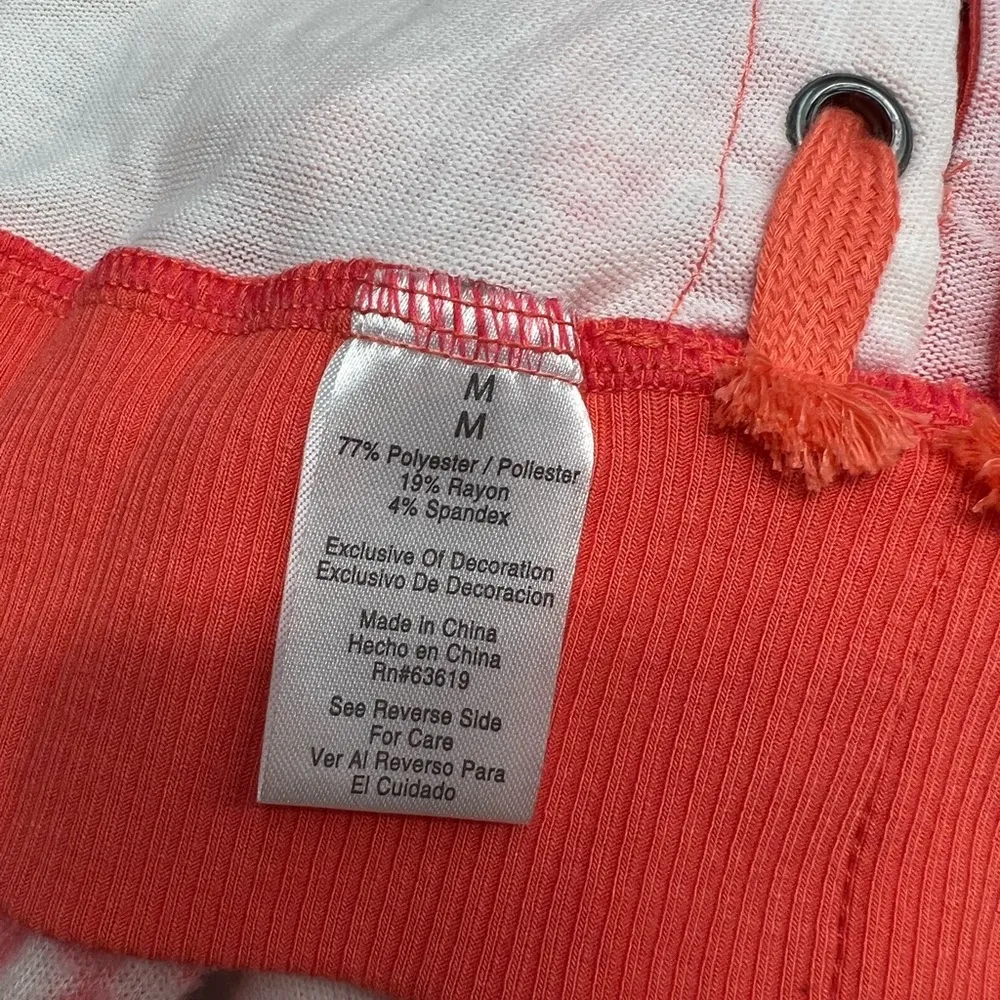 M
M
77% Polyester / Poliester
19% Rayon
4% Spandex
Exclusive Of Decoration
Exclusivo De Decoracion
Made in China
Hecho en China
Rn#63619
See Reverse Side
For Care
Ver Al Reverso Para
El Cuidado